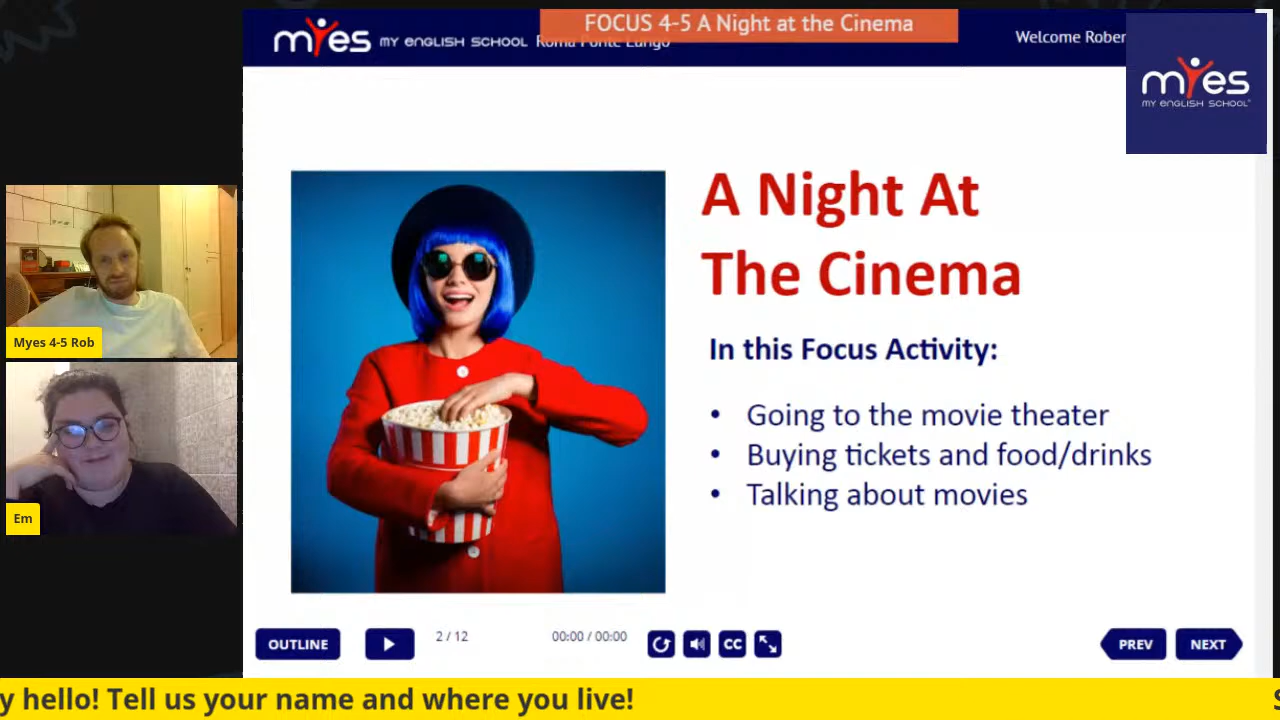 FOCUS 4-5 A Night at the Cinema
myes MY ENGLISH SCHOOL Roma Ponte Lungo
Welcome Rober
myes
MY ENGLISH SCHOOL
A Night At
The Cinema
In this Focus Activity:
• Going to the movie theater
• Buying tickets and food/drinks
• Talking about movies
Myes 4-5 Rob
Em
OUTLINE
2 / 12
00:00 / 00:00
CC
PREV
NEXT
y hello! Tell us your name and where you live!